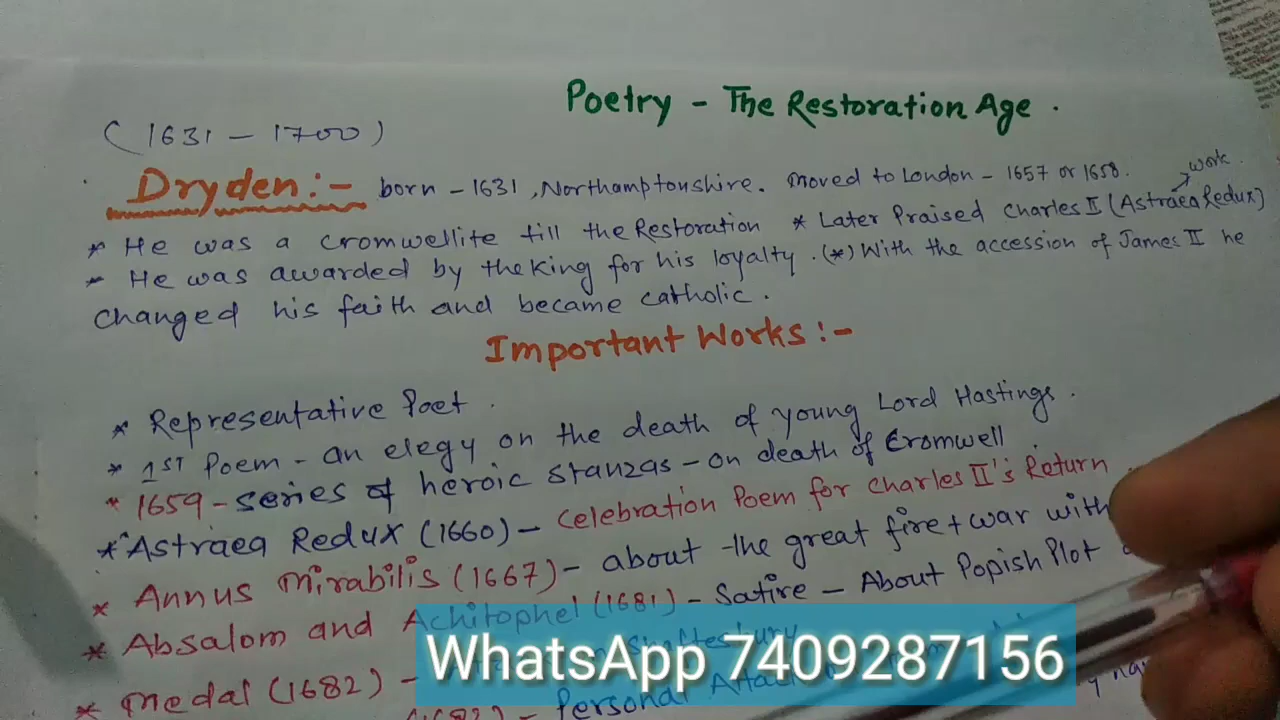 Poetry - The Restoration Age .
(1631 - 1700)
work
Dryden:- born - 1631, Northamptonshire. Moved to London - 1657 or 1658.
* He was a cromwellite till the Restoration * Later Praised Charles II (Astraea Redux)
* He was awarded by the King for his loyalty. (*) With the accession of James II he
changed his faith and became catholic.
Important Works :-
* Representative Poet .
* 1st Poem - an elegy on the death of young Lord Hastings .
* 1659 - series of heroic stanzas - on death of Cromwell .
* Astraea Redux (1660) - celebration Poem for Charles II's Return
* Annus Mirabilis (1667) - about the great fire + war with
* Absalom and Achitophel (1681) - Satire - About Popish Plot
* Medal (1682) - Shaftesbury
Personal Attack
WhatsApp 7409287156